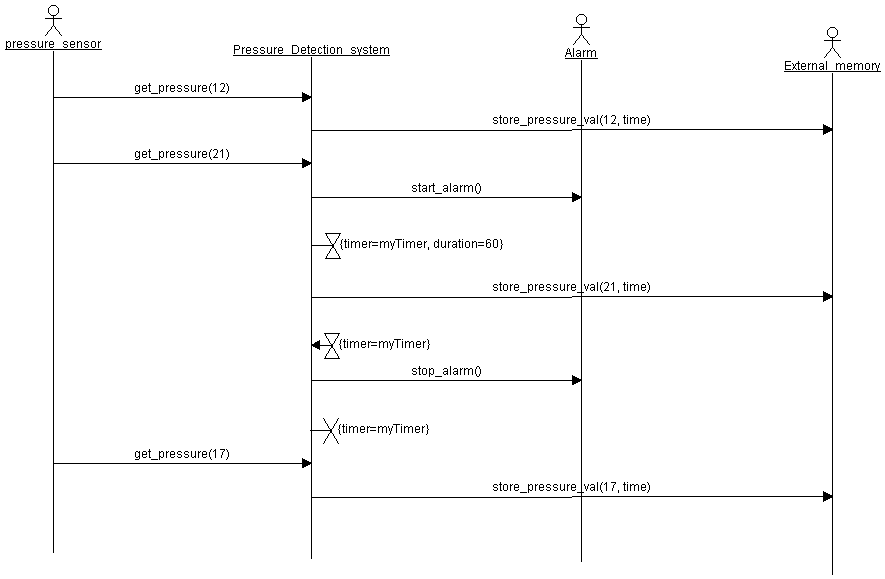 pressure_sensor
Pressure_Detection_system
Alarm
External_memory
get_pressure(12)
store_pressure_val(12, time)
get_pressure(21)
start_alarm()
{timer=myTimer, duration=60}
store_pressure_val(21, time)
{timer=myTimer}
stop_alarm()
{timer=myTimer}
get_pressure(17)
store_pressure_val(17, time)